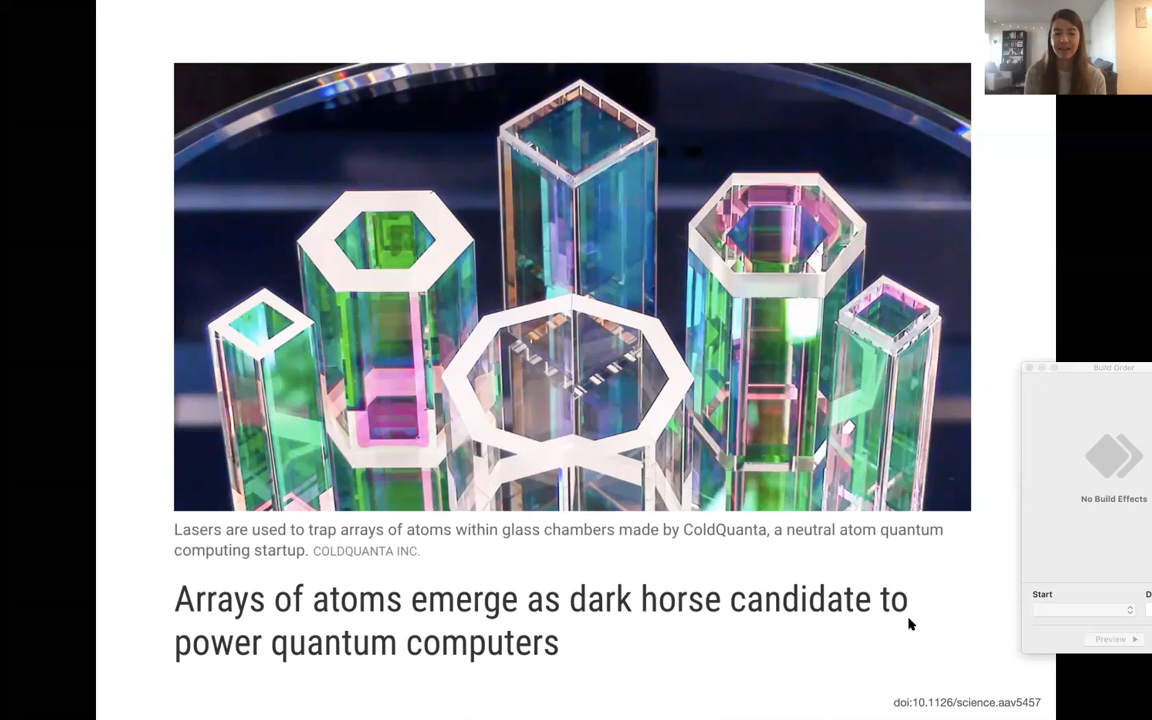 Lasers are used to trap arrays of atoms within glass chambers made by ColdQuanta, a neutral atom quantum
computing startup. COLDQUANTA INC.
Arrays of atoms emerge as dark horse candidate to
power quantum computers
doi:10.1126/science.aav5457
Build Order
No Build Effects
Start
D
Preview